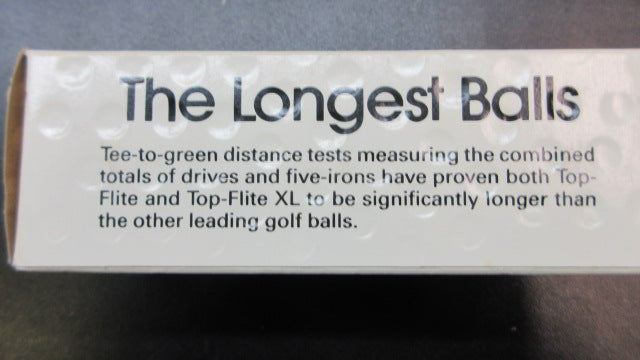 The Longest Balls
Tee-to-green distance tests measuring the combined
totals of drives and five-irons have proven both Top-
Flite and Top-Flite XL to be significantly longer than
the other leading golf balls.